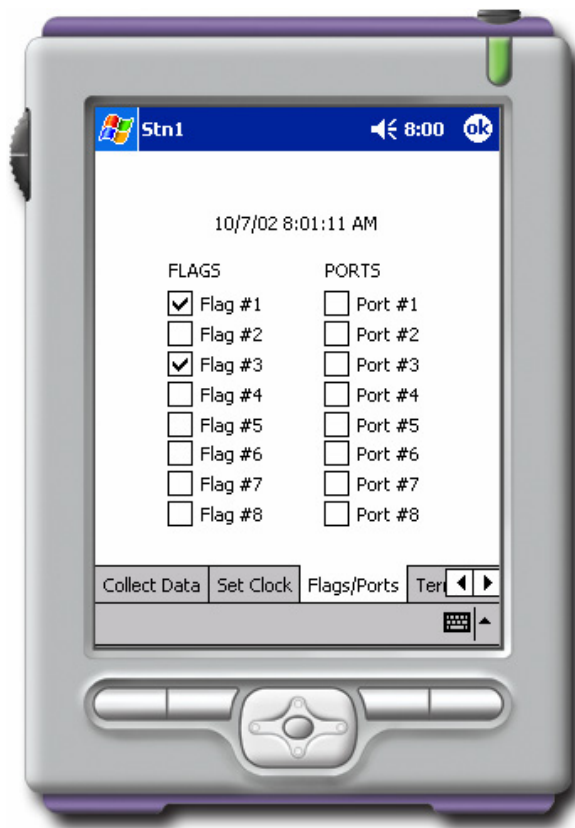 Stn1 8:00 ok
10/7/02 8:01:11 AM
FLAGS PORTS
Flag #1 Port #1
Flag #2 Port #2
Flag #3 Port #3
Flag #4 Port #4
Flag #5 Port #5
Flag #6 Port #6
Flag #7 Port #7
Flag #8 Port #8
Collect Data Set Clock Flags/Ports